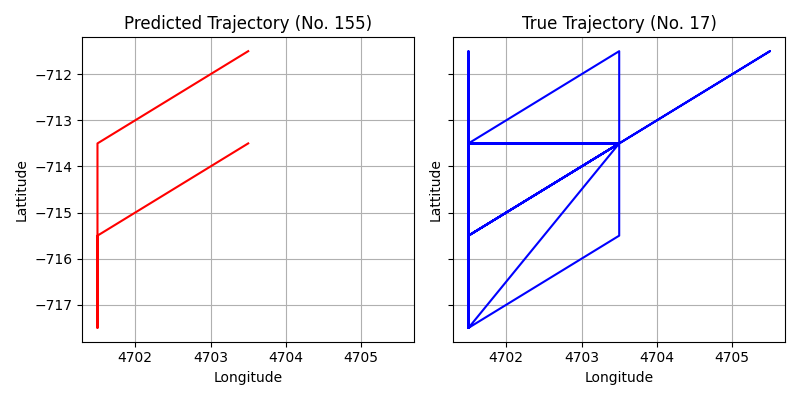 Predicted Trajectory (No. 155)
True Trajectory (No. 17)
Lattitude
−712
−713
−714
−715
−716
−717
4702
4703
4704
4705
Longitude
Lattitude
4702
4703
4704
4705
Longitude